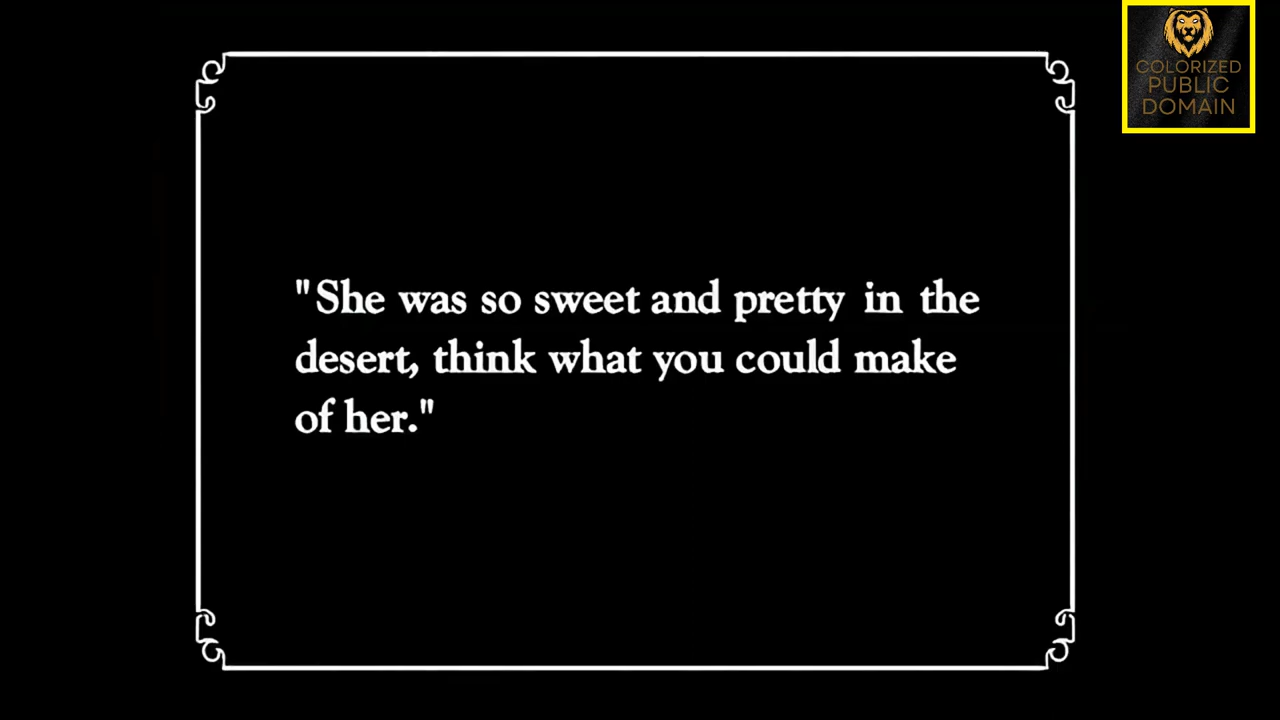 COLORIZED
PUBLIC
DOMAIN
"She was so sweet and pretty in the
desert, think what you could make
of her."